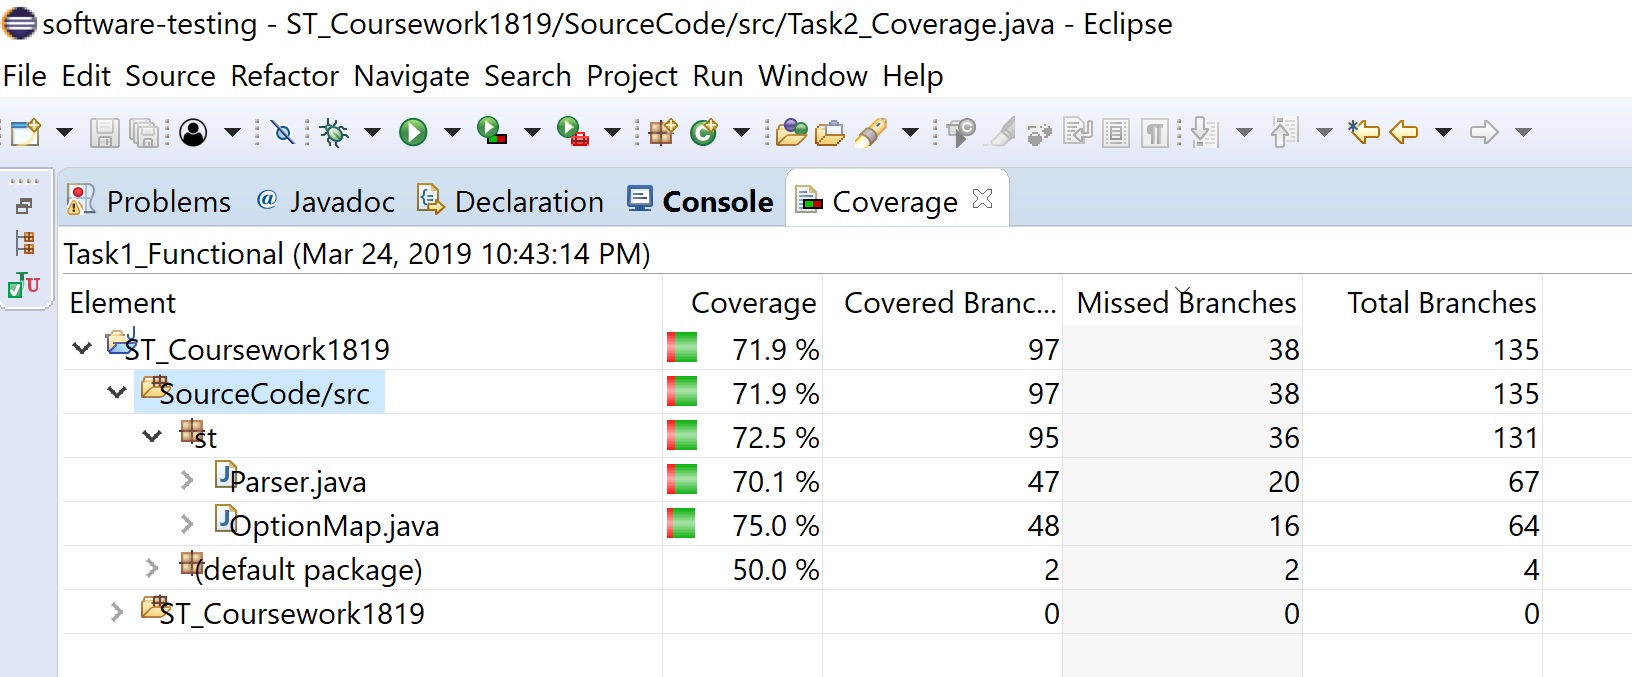 software-testing - ST_Coursework1819/SourceCode/src/Task2_Coverage.java - Eclipse
File Edit Source Refactor Navigate Search Project Run Window Help
Problems @ Javadoc Declaration Console Coverage
Task1_Functional (Mar 24, 2019 10:43:14 PM)
Element Coverage Covered Branc... Missed Branches Total Branches
ST_Coursework1819 71.9 % 97 38 135
SourceCode/src 71.9 % 97 38 135
st 72.5 % 95 36 131
Parser.java 70.1 % 47 20 67
OptionMap.java 75.0 % 48 16 64
(default package) 50.0 % 2 2 4
ST_Coursework1819 0 0 0